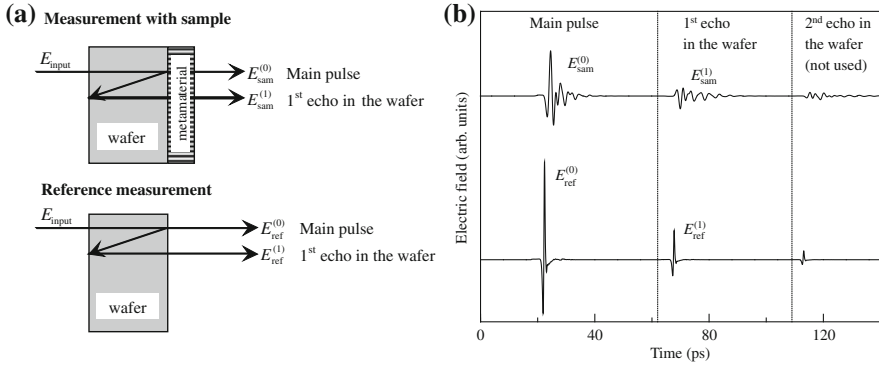 (a) Measurement with sample
E_input
E_sam^(0) Main pulse
E_sam^(1) 1st echo in the wafer
metamaterial
wafer
Reference measurement
E_input
E_ref^(0) Main pulse
E_ref^(1) 1st echo in the wafer
wafer
(b)
Main pulse
1st echo
in the wafer
2nd echo in
the wafer
(not used)
E_sam^(0)
E_sam^(1)
E_ref^(0)
E_ref^(1)
Electric field (arb. units)
0 40 80 120
Time (ps)